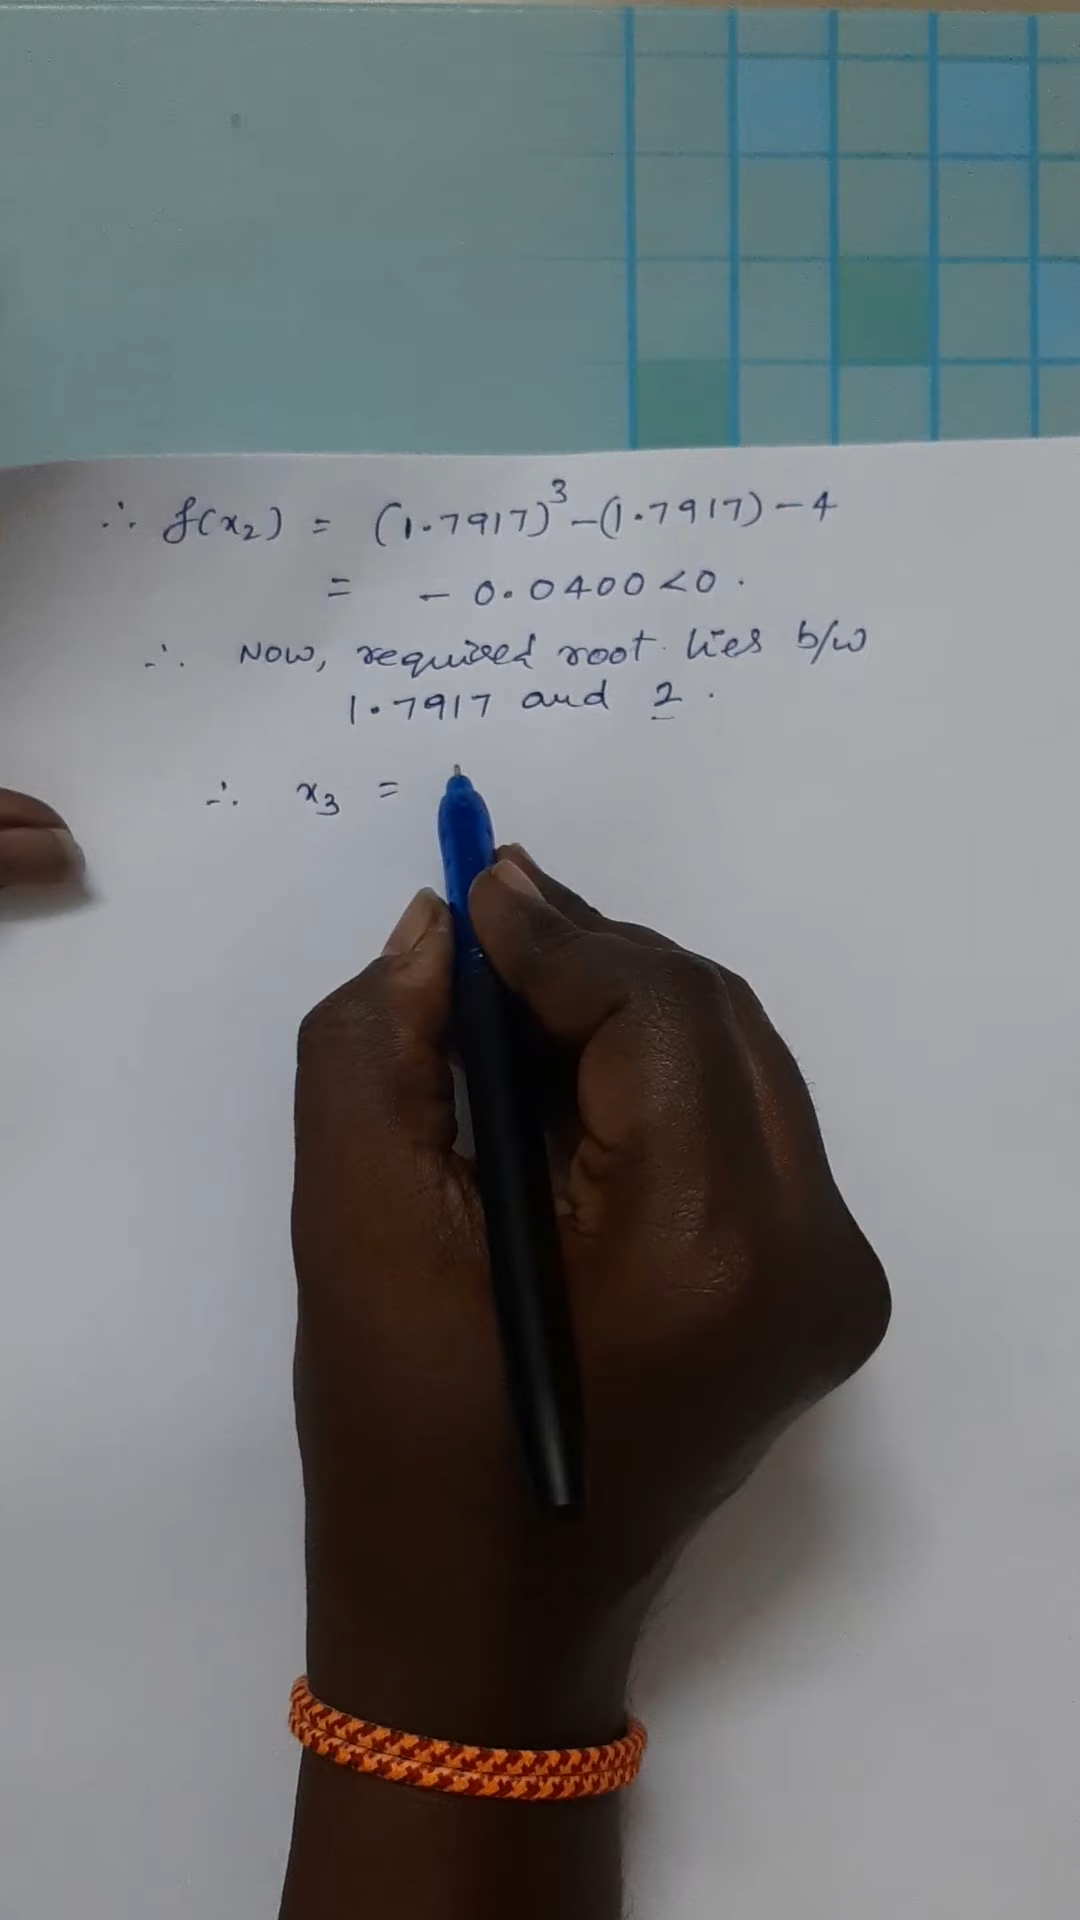 ∴ f(x₂) = (1.7917)³-(1.7917)-4
= -0.0400<0.
∴ Now, required root lies b/w
1.7917 and 2.
∴ x₃ =